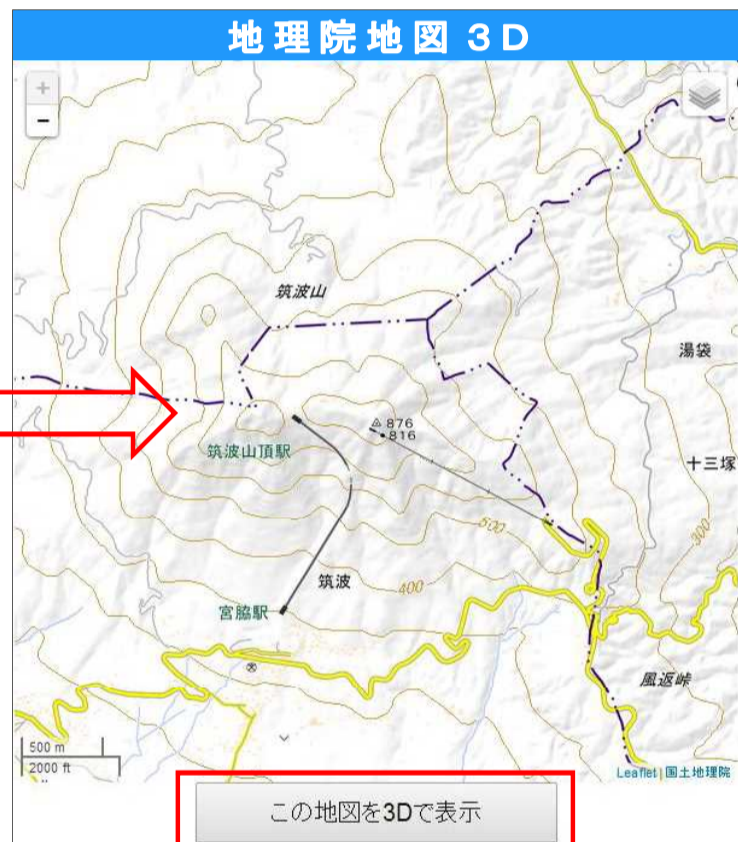 地理院地図 3D
+
−
筑波山
湯袋
876
816
筑波山頂駅
十三塚
500
300
筑波
400
宮脇駅
風返峠
500 m
2000 ft
Leaflet | 国土地理院
この地図を3Dで表示